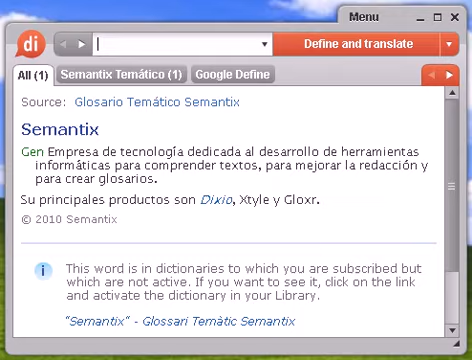 Menu
di
Define and translate
All (1)
Semantix Temático (1)
Google Define
Source: Glosario Temático Semantix
Semantix
Gen Empresa de tecnología dedicada al desarrollo de herramientas
informáticas para comprender textos, para mejorar la redacción y
para crear glosarios.
Su principales productos son Dixio, Xtyle y Gloxr.
© 2010 Semantix
i
This word is in dictionaries to which you are subscribed but
which are not active. If you want to see it, click on the link
and activate the dictionary in your Library.
"Semantix" - Glossari Temàtic Semantix